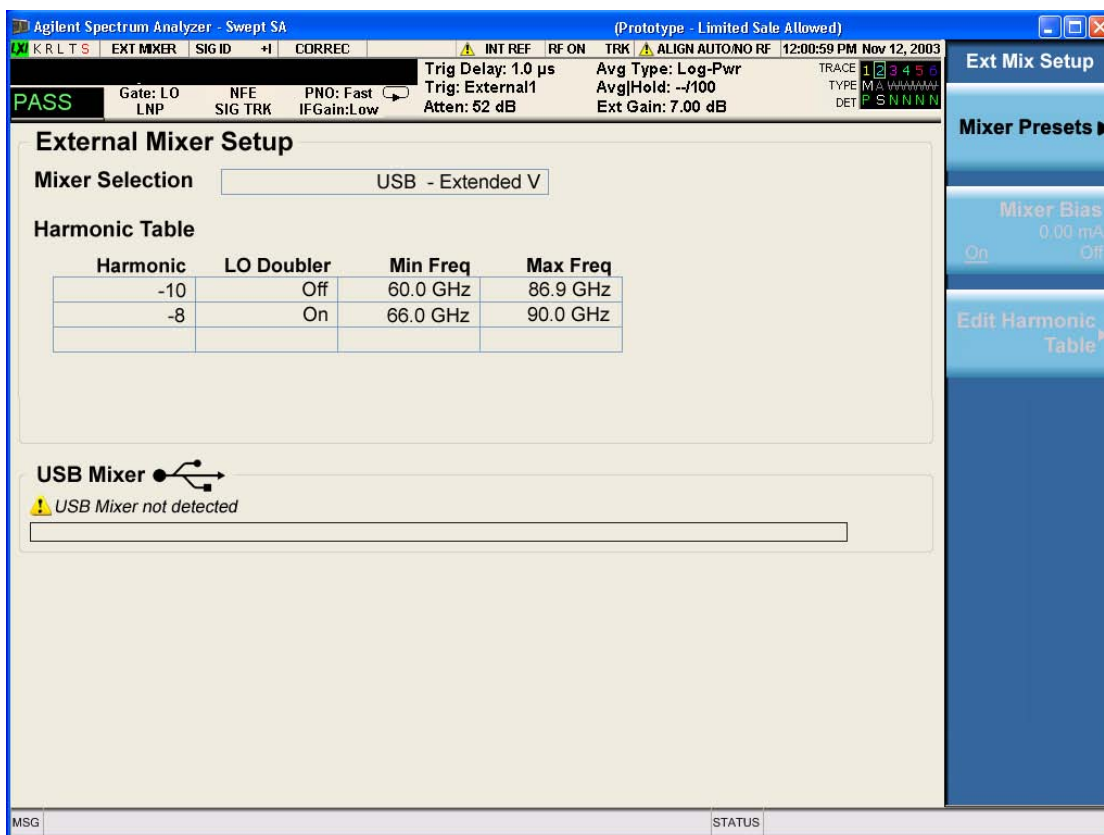 Agilent Spectrum Analyzer - Swept SA (Prototype - Limited Sale Allowed)
LXI K R L T S EXT MIXER SIG ID +I CORREC INT REF RF ON TRK ALIGN AUTO/NO RF 12:00:59 PM Nov 12, 2003
PASS
Gate: LO
LNP
NFE
SIG TRK
PNO: Fast
IFGain:Low
Trig Delay: 1.0 µs
Trig: External1
Atten: 52 dB
Avg Type: Log-Pwr
Avg|Hold: --/100
Ext Gain: 7.00 dB
TRACE 1 2 3 4 5 6
TYPE M A W W W W
DET P S N N N N
External Mixer Setup
Mixer Selection USB - Extended V
Harmonic Table
Harmonic LO Doubler Min Freq Max Freq
-10 Off 60.0 GHz 86.9 GHz
-8 On 66.0 GHz 90.0 GHz
USB Mixer
USB Mixer not detected
Ext Mix Setup
Mixer Presets
Mixer Bias
0.00 mA
On Off
Edit Harmonic
Table
MSG STATUS